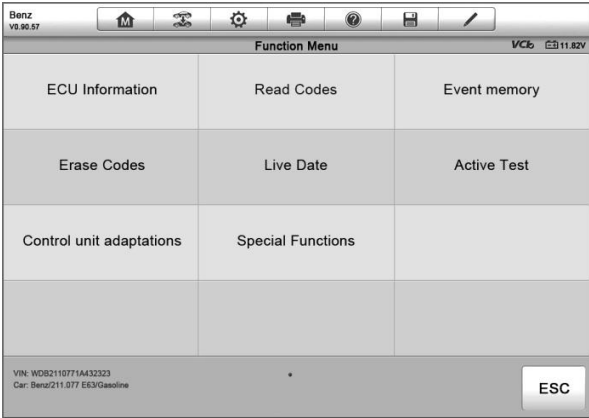 Benz
V0.90.57
M
Function Menu
VCI
11.82V
ECU Information
Read Codes
Event memory
Erase Codes
Live Date
Active Test
Control unit adaptations
Special Functions
VIN: WDB2110771A432323
Car: Benz/211.077 E63/Gasoline
ESC